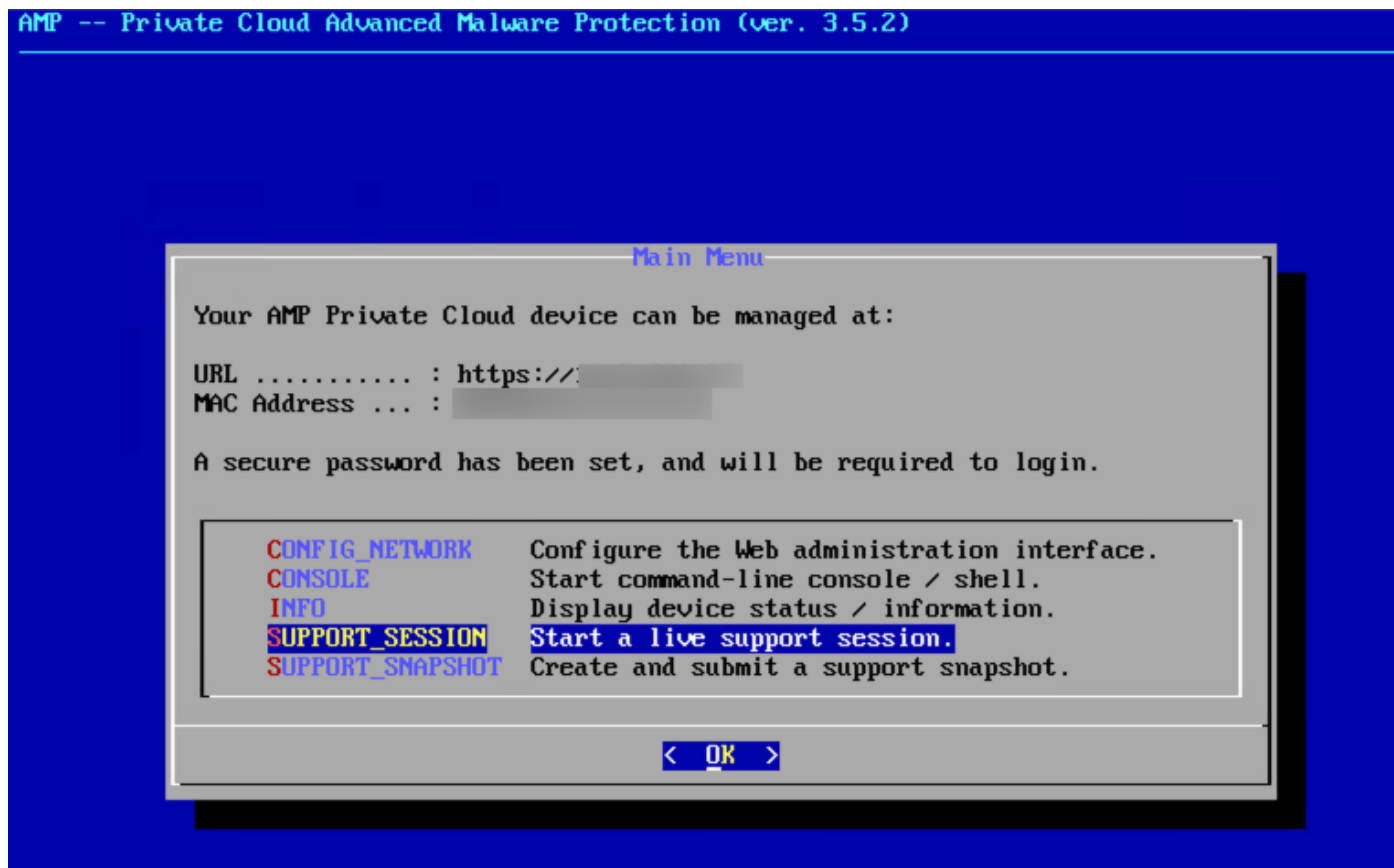 AMP -- Private Cloud Advanced Malware Protection (ver. 3.5.2)
Main Menu
Your AMP Private Cloud device can be managed at:
URL ........... : https://
MAC Address ... :
A secure password has been set, and will be required to login.
CONFIG_NETWORK Configure the Web administration interface.
CONSOLE Start command-line console / shell.
INFO Display device status / information.
SUPPORT_SESSION Start a live support session.
SUPPORT_SNAPSHOT Create and submit a support snapshot.
< OK >